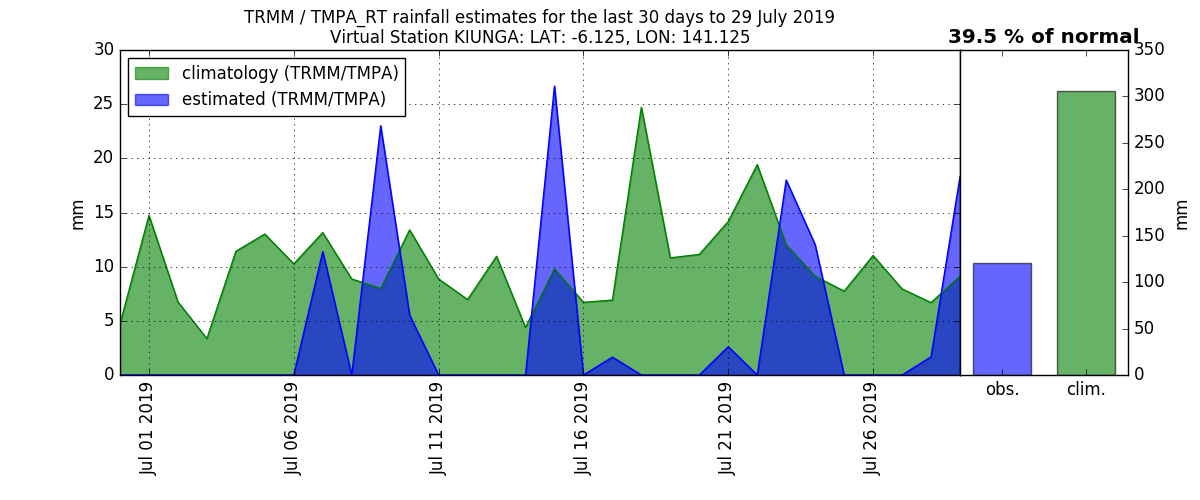 TRMM / TMPA_RT rainfall estimates for the last 30 days to 29 July 2019
Virtual Station KIUNGA: LAT: -6.125, LON: 141.125
39.5 % of normal
climatology (TRMM/TMPA)
estimated (TRMM/TMPA)
30
25
20
15
10
5
0
mm
Jul 01 2019
Jul 06 2019
Jul 11 2019
Jul 16 2019
Jul 21 2019
Jul 26 2019
obs.
clim.
350
300
250
200
150
100
50
0
mm